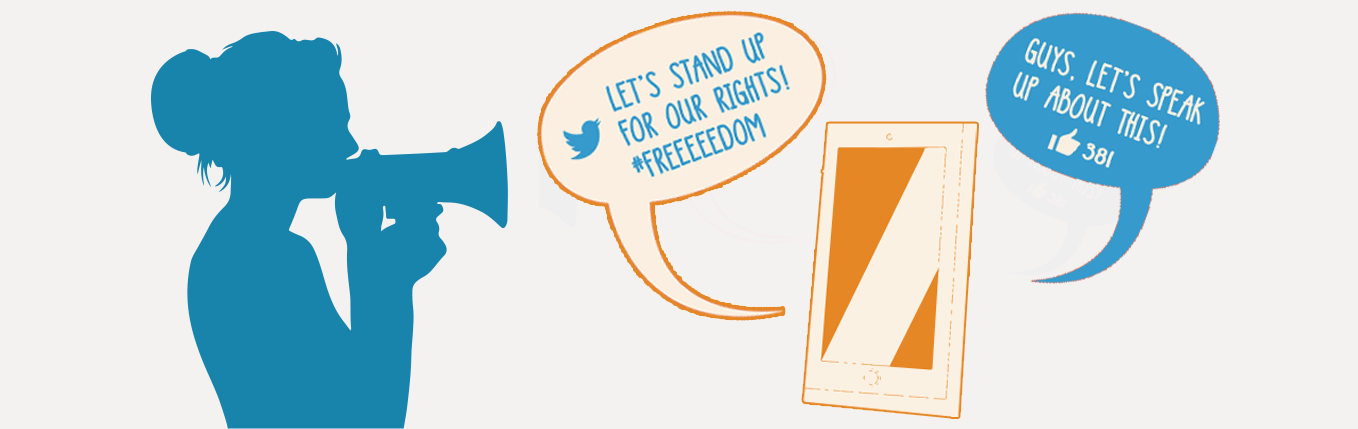 LET'S STAND UP
FOR OUR RIGHTS!
#FREEEEEDOM
GUYS, LET'S SPEAK
UP ABOUT THIS!
381